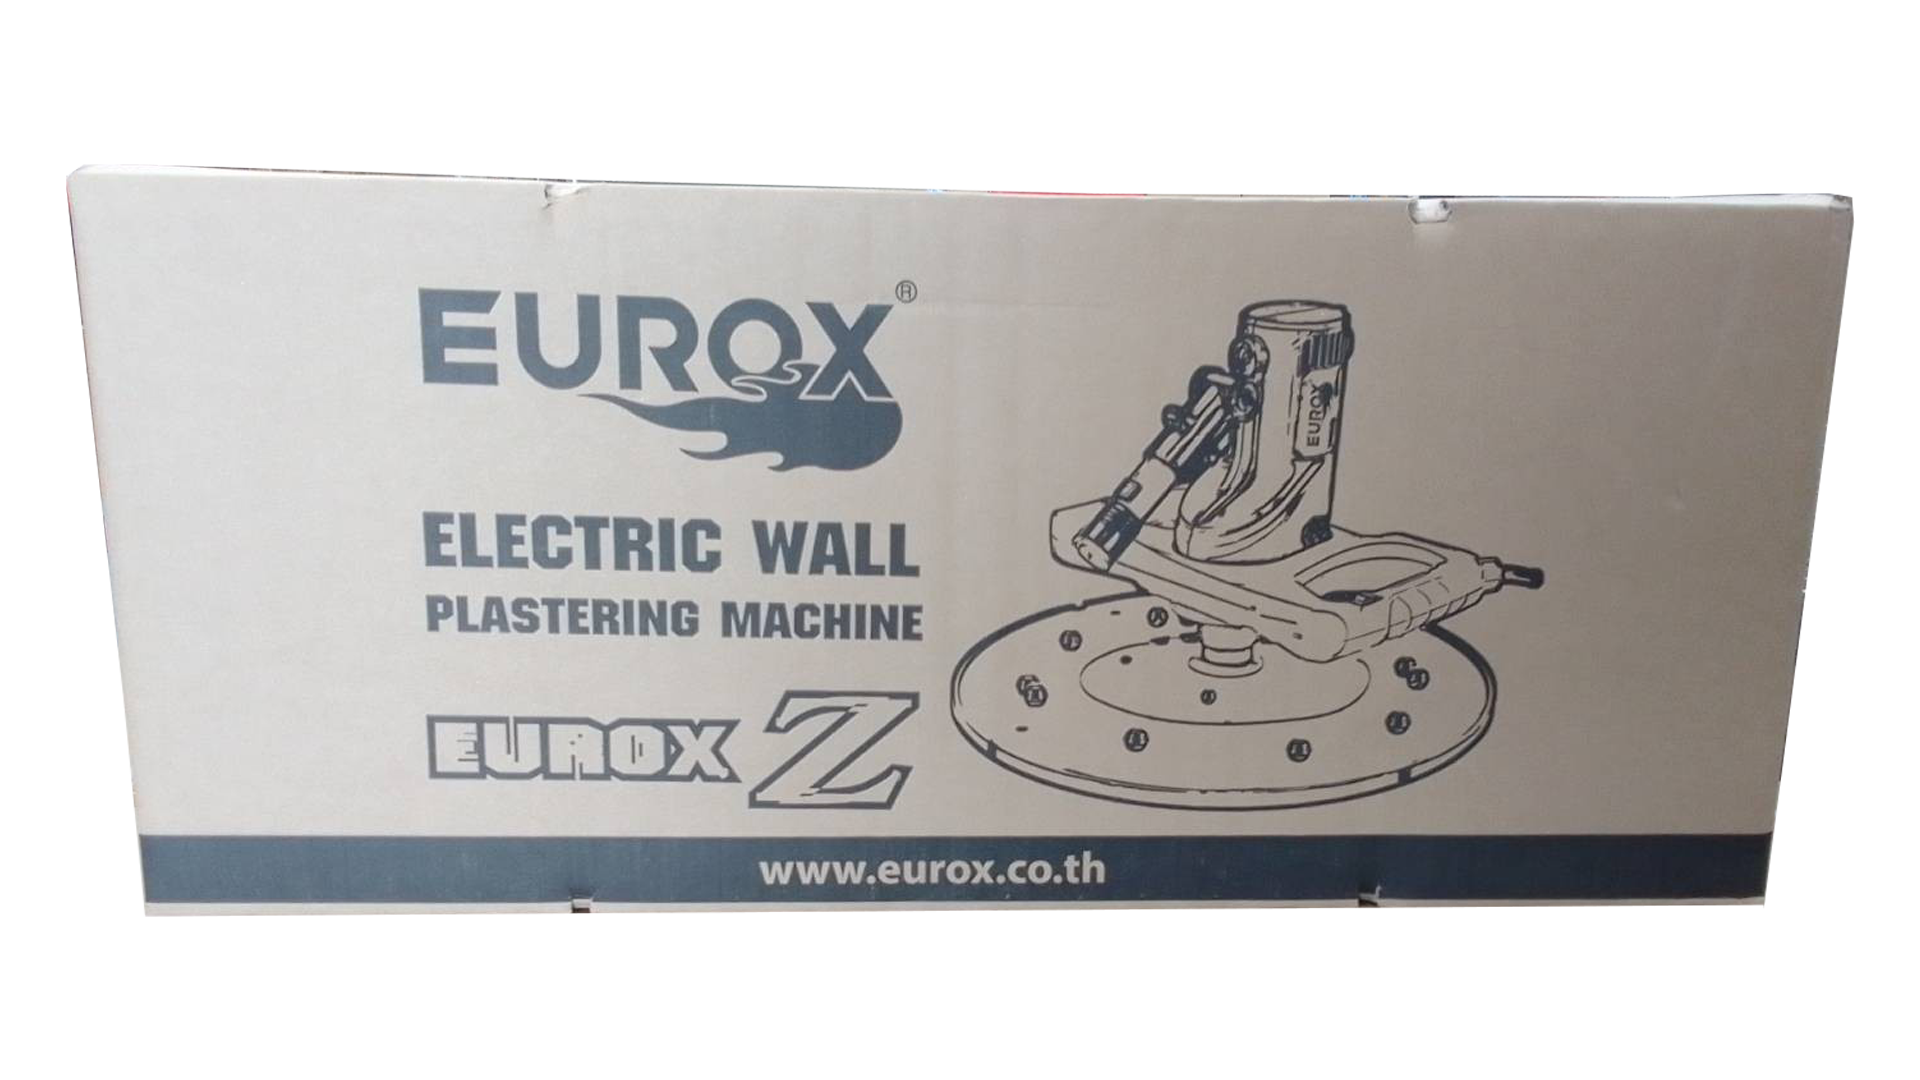 EUROX®
ELECTRIC WALL
PLASTERING MACHINE
EUROX Z
EUROX
www.eurox.co.th